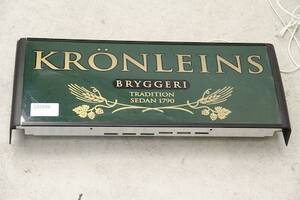 KRÖNLEINS
BRYGGERI
TRADITION
SEDAN 1790